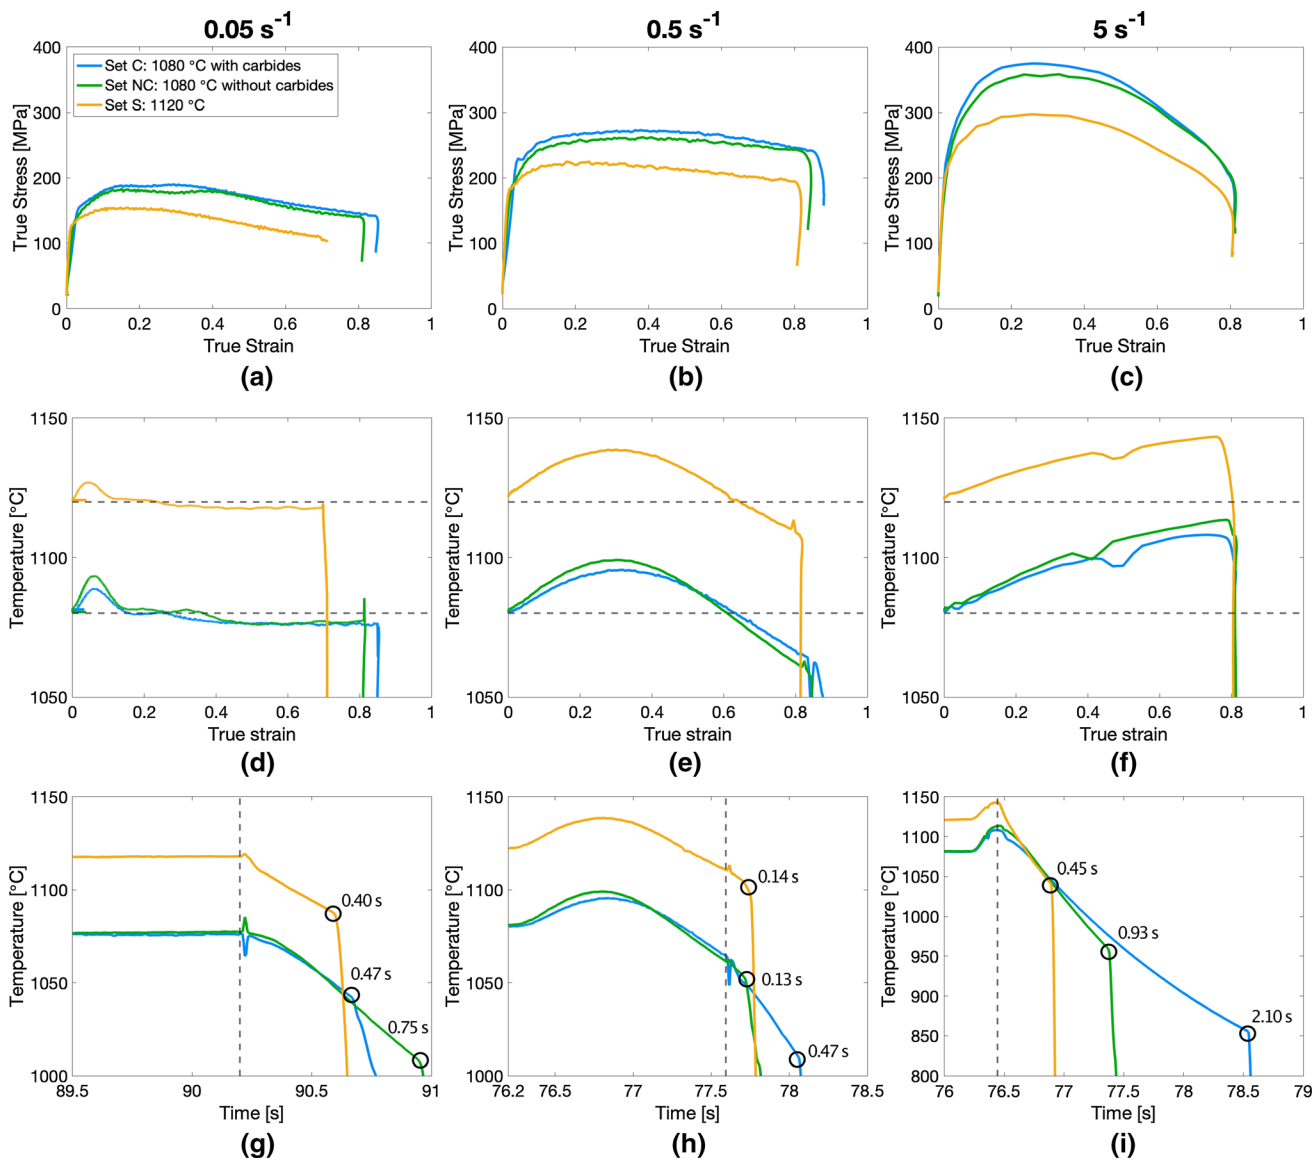 0.05 s-1
0.5 s-1
5 s-1
400
300
200
100
0
True Stress [MPa]
Set C: 1080 °C with carbides
Set NC: 1080 °C without carbides
Set S: 1120 °C
0 0.2 0.4 0.6 0.8 1
True Strain
(a)
400
300
200
100
0
True Stress [MPa]
0 0.2 0.4 0.6 0.8 1
True Strain
(b)
400
300
200
100
0
True Stress [MPa]
0 0.2 0.4 0.6 0.8 1
True Strain
(c)
1150
1100
1050
Temperature [°C]
0 0.2 0.4 0.6 0.8 1
True strain
(d)
1150
1100
1050
Temperature [°C]
0 0.2 0.4 0.6 0.8 1
True strain
(e)
1150
1100
1050
Temperature [°C]
0 0.2 0.4 0.6 0.8 1
True strain
(f)
1150
1100
1050
1000
Temperature [°C]
0.40 s
0.47 s
0.75 s
89.5 90 90.5 91
Time [s]
(g)
1150
1100
1050
1000
Temperature [°C]
0.14 s
0.13 s
0.47 s
76.2 76.5 77 77.5 78 78.5
Time [s]
(h)
1150
1100
1050
1000
950
900
850
800
Temperature [°C]
0.45 s
0.93 s
2.10 s
76 76.5 77 77.5 78 78.5 79
Time [s]
(i)